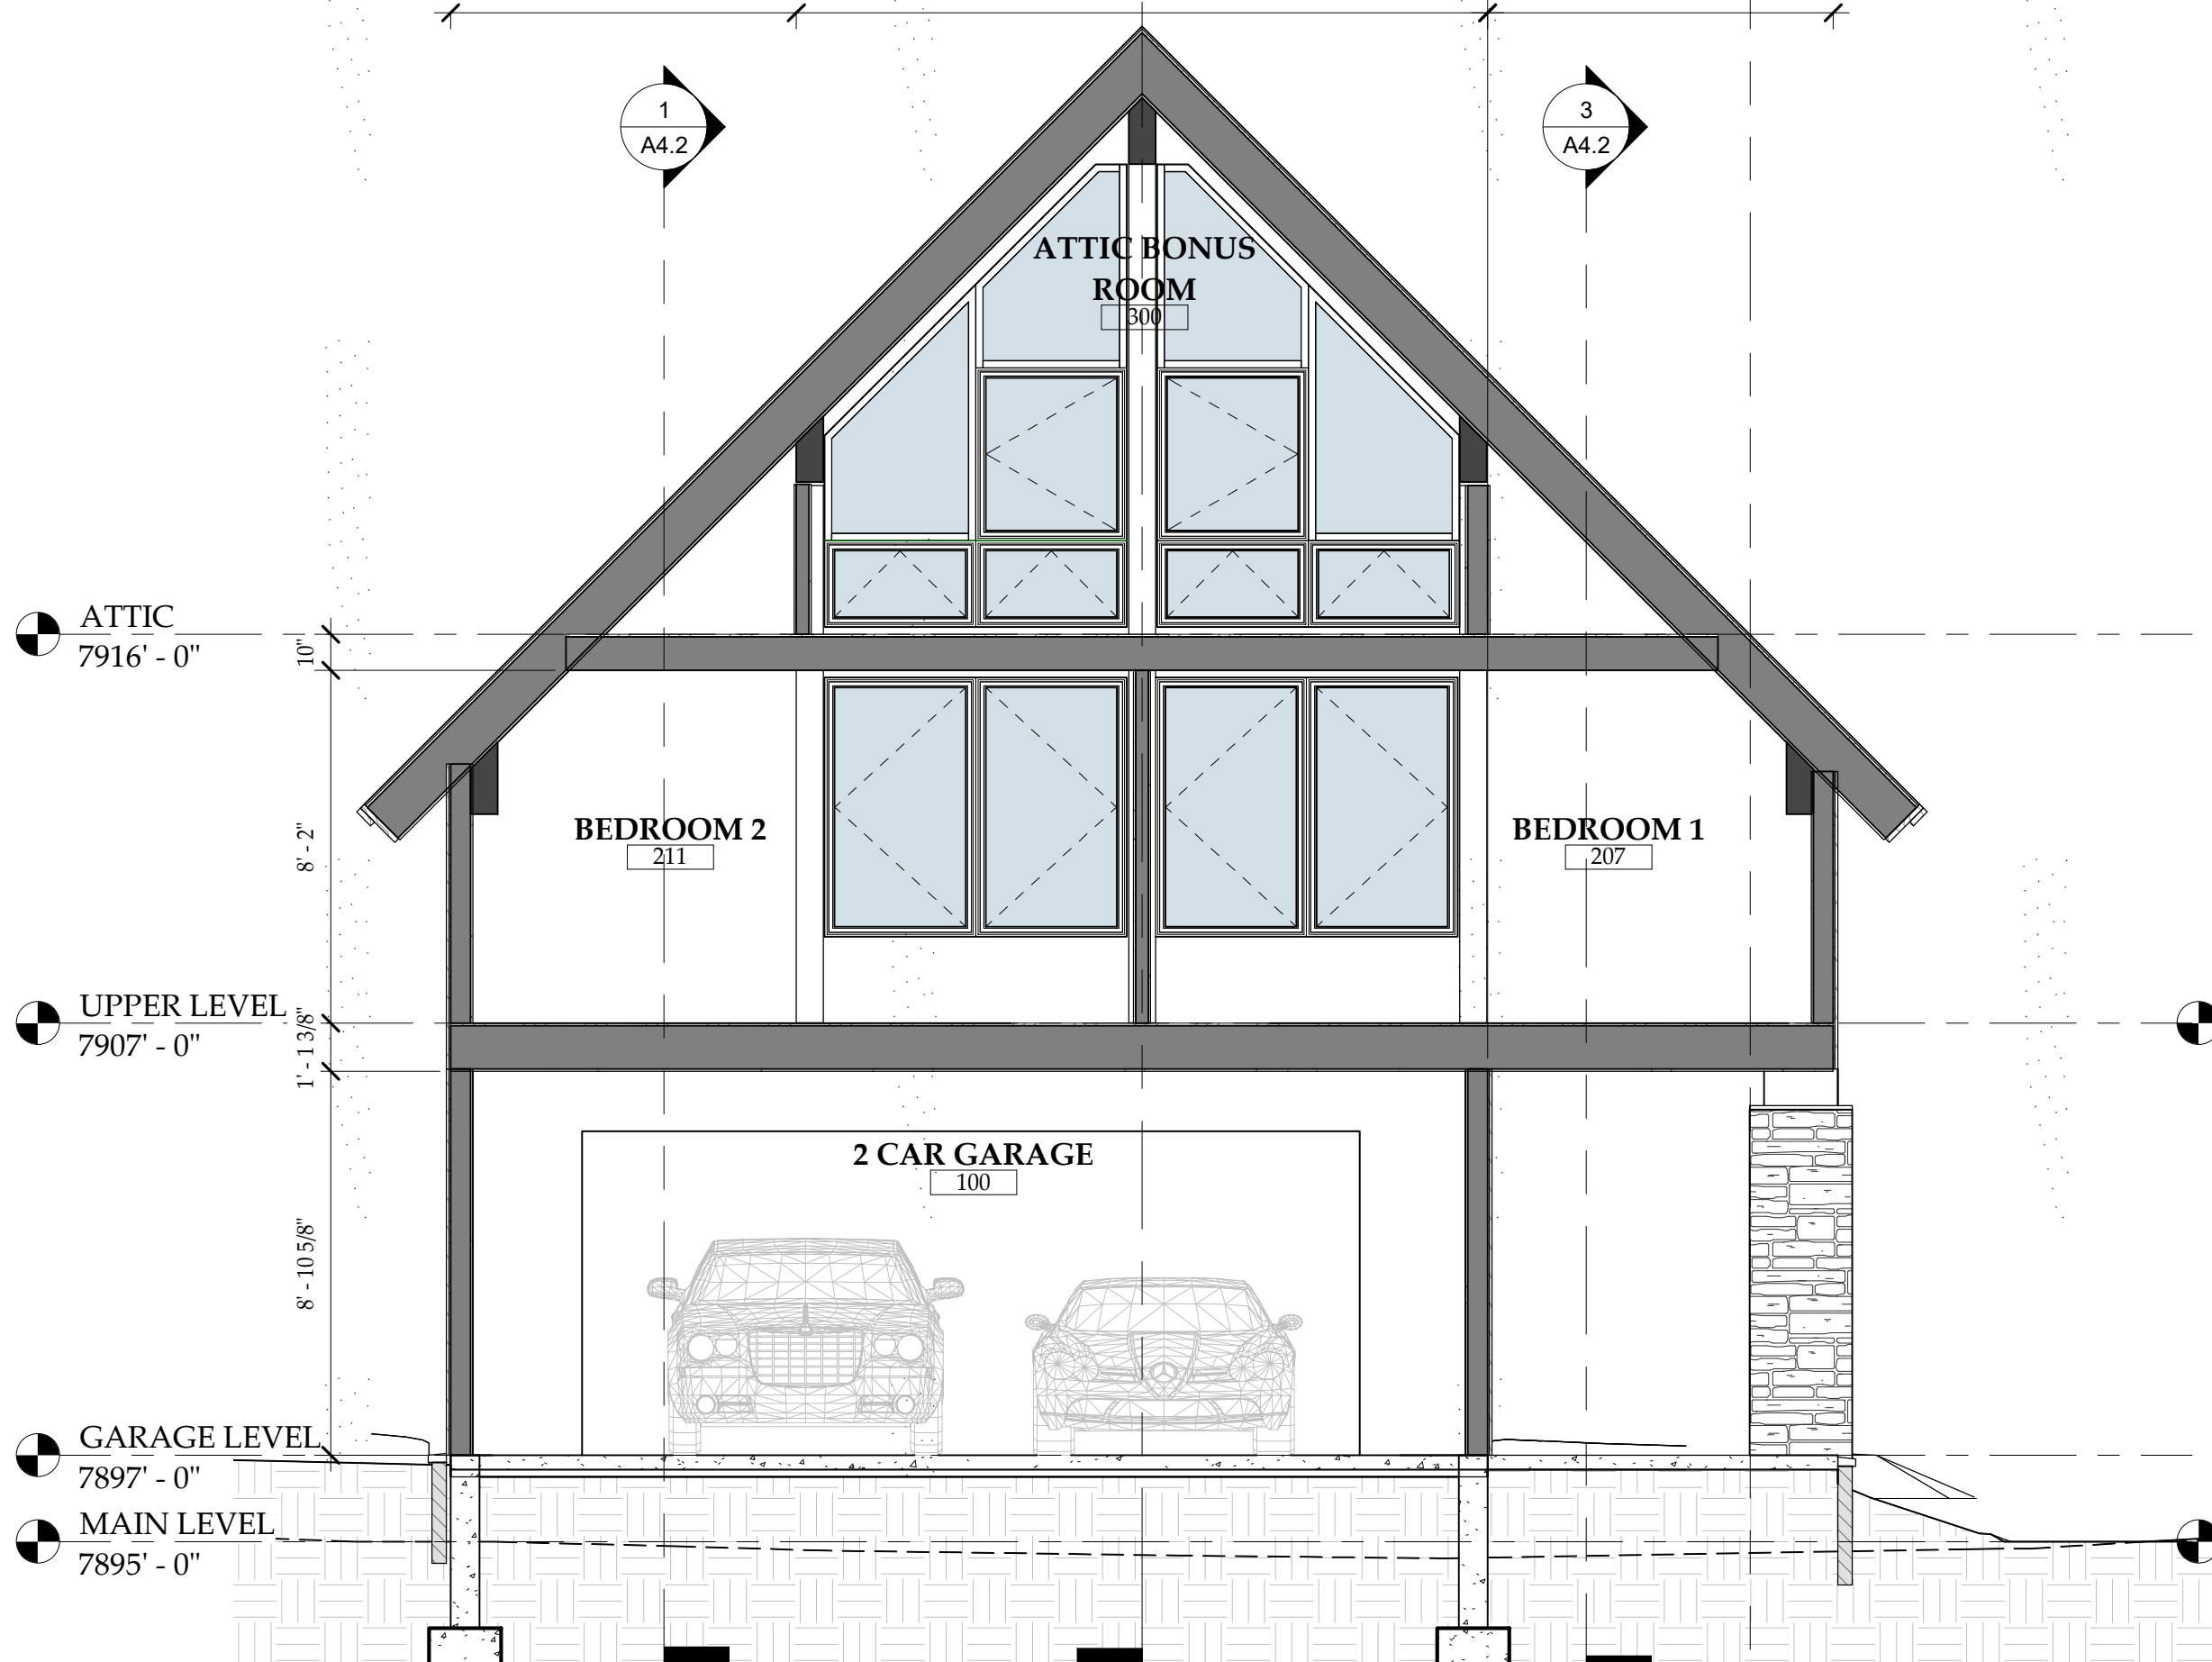 1
A4.2
3
A4.2
ATTIC BONUS
ROOM
300
ATTIC
7916' - 0"
10"
8' - 2"
BEDROOM 2
211
BEDROOM 1
207
UPPER LEVEL
7907' - 0"
1' - 1 3/8"
2 CAR GARAGE
100
8' - 10 5/8"
GARAGE LEVEL
7897' - 0"
MAIN LEVEL
7895' - 0"